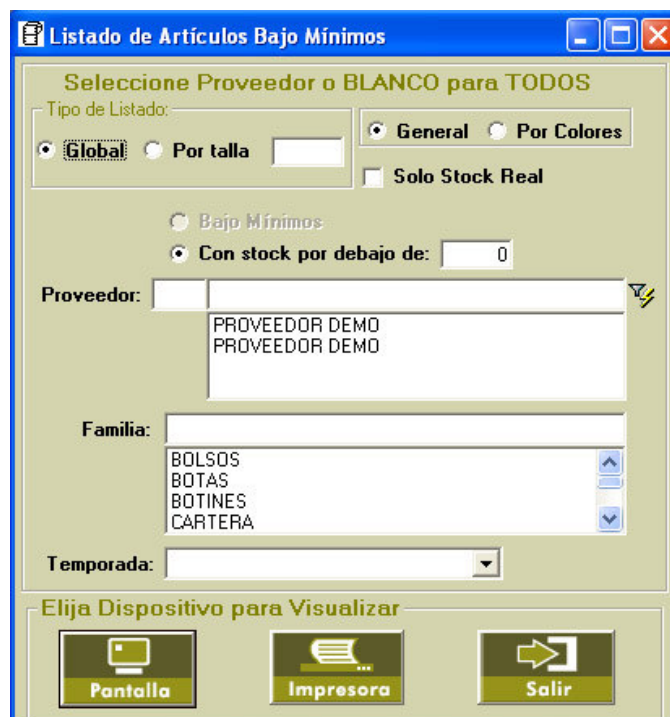 Listado de Artículos Bajo Mínimos
Seleccione Proveedor o BLANCO para TODOS
Tipo de Listado:
Global Por talla
General Por Colores
Solo Stock Real
Bajo Mínimos
Con stock por debajo de: 0
Proveedor:
PROVEEDOR DEMO
PROVEEDOR DEMO
Familia:
BOLSOS
BOTAS
BOTINES
CARTERA
Temporada:
Elija Dispositivo para Visualizar
Pantalla Impresora Salir